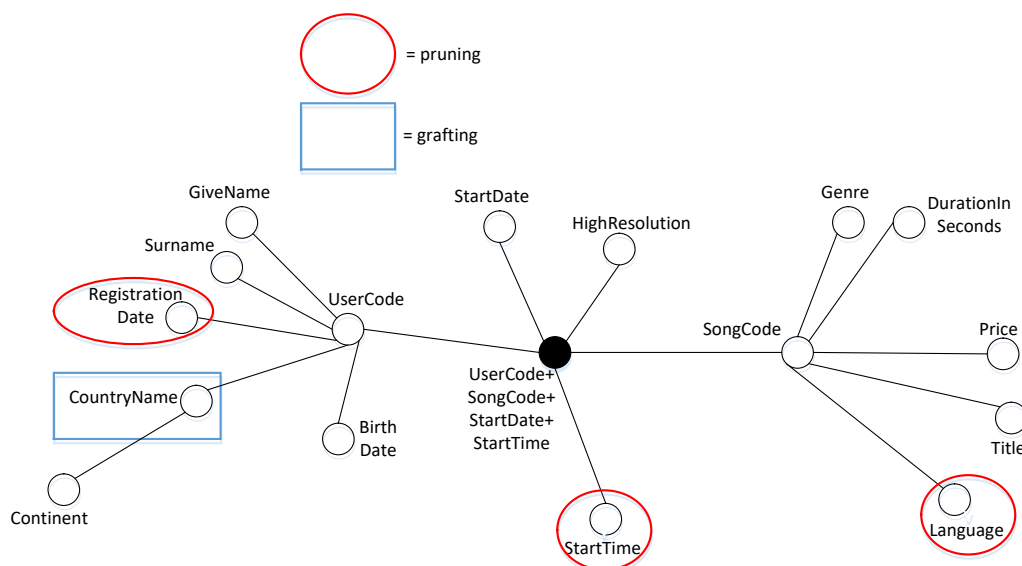 = pruning
= grafting
GiveName
StartDate
Genre
DurationIn
Seconds
HighResolution
Surname
Registration
Date
UserCode
SongCode
Price
CountryName
UserCode+
SongCode+
StartDate+
StartTime
Birth
Date
Title
Continent
StartTime
Language